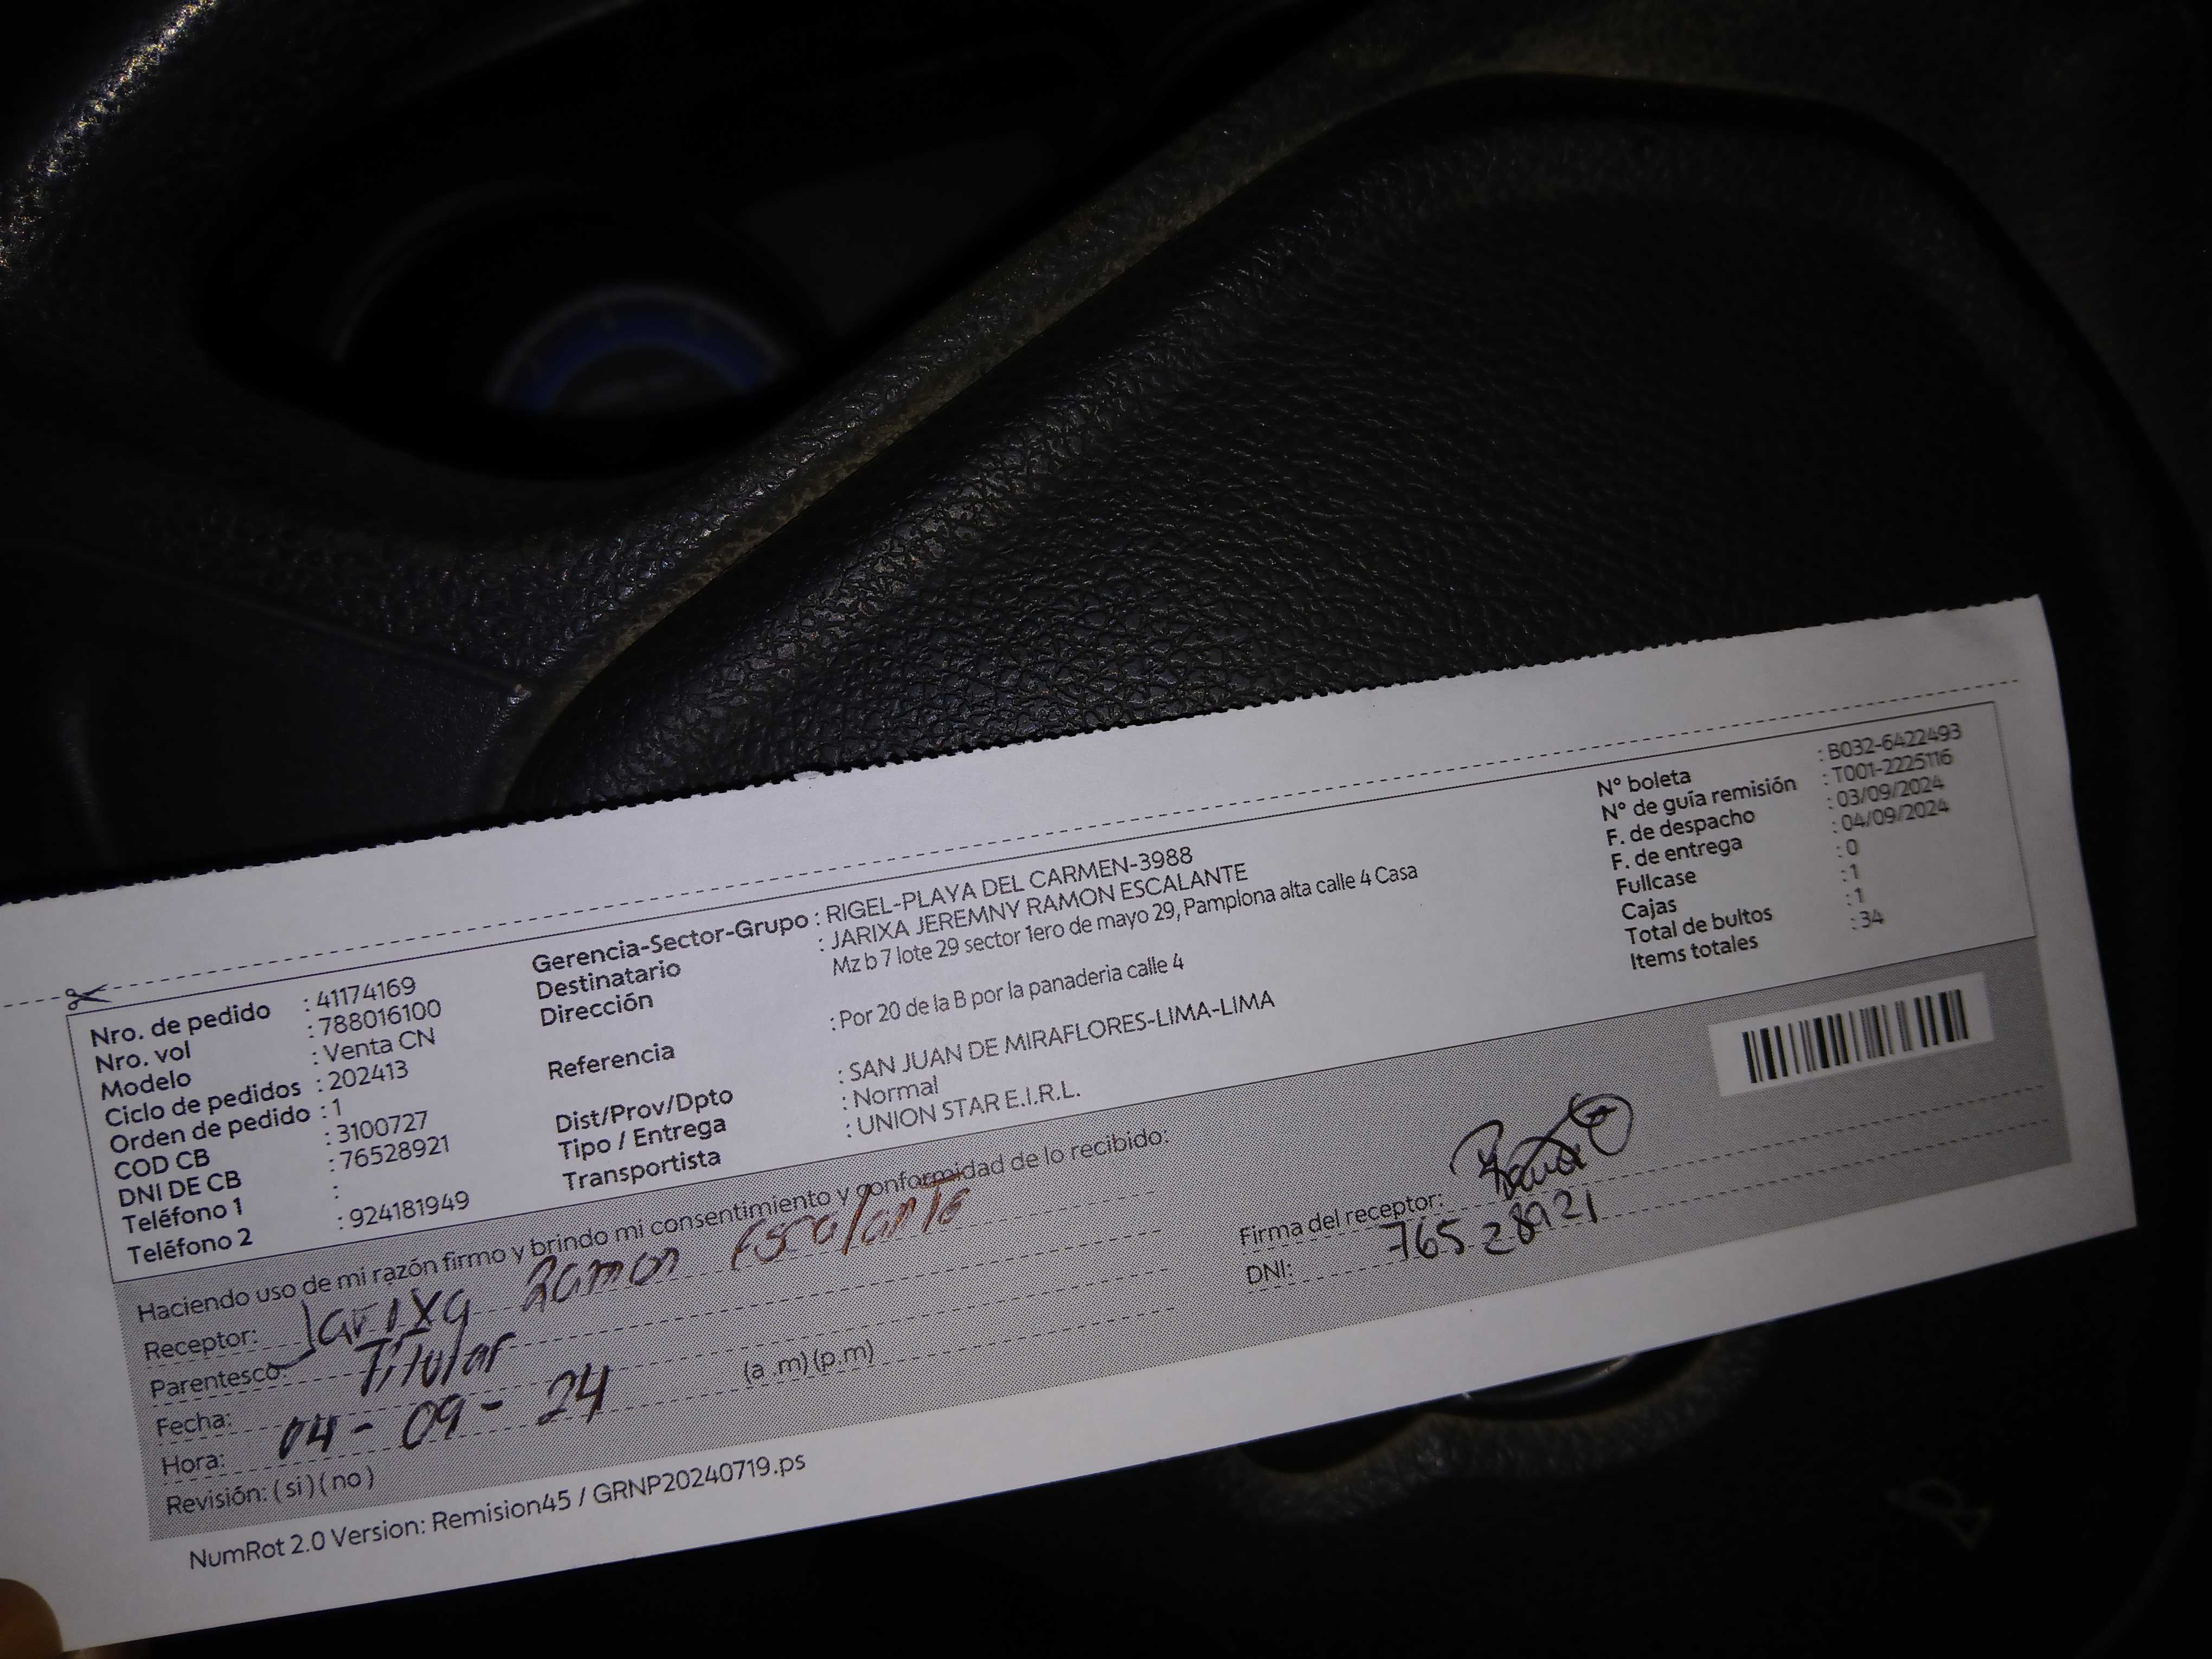 Nro. de pedido : 41174169
Nro. vol : 788016100
Modelo : Venta CN
Ciclo de pedidos : 202413
Orden de pedido : 1
COD CB : 3100727
DNI DE CB : 76528921
Teléfono 1 :
Teléfono 2 : 924181949
Gerencia-Sector-Grupo : RIGEL-PLAYA DEL CARMEN-3988
Destinatario : JARIXA JEREMNY RAMON ESCALANTE
Dirección Mz b 7 lote 29 sector 1ero de mayo 29, Pamplona alta calle 4 Casa
Referencia : Por 20 de la B por la panaderia calle 4
Dist/Prov/Dpto : SAN JUAN DE MIRAFLORES-LIMA-LIMA
Tipo / Entrega : Normal
Transportista : UNION STAR E.I.R.L.
N° boleta : B032-6422493
N° de guía remisión : T001-2225116
F. de despacho : 03/09/2024
F. de entrega : 04/09/2024
Fullcase : 0
Cajas : 1
Total de bultos : 1
Items totales : 34
Haciendo uso de mi razón firmo y brindo mi consentimiento y conformidad de lo recibido:
Receptor: Jarixa Ramon Escalante
Parentesco: Titular
Fecha: 04-09-24
Hora: (a .m) (p.m)
Revisión: ( si ) ( no )
Firma del receptor:
DNI: 76528921
NumRot 2.0 Version: Remision45 / GRNP20240719.ps